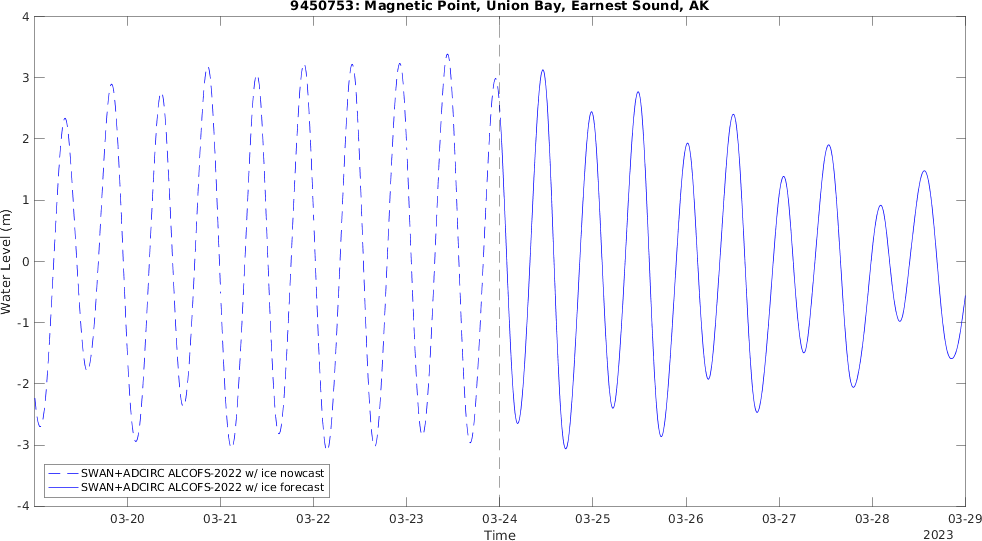 9450753: Magnetic Point, Union Bay, Earnest Sound, AK
4
3
2
1
0
-1
-2
-3
-4
Water Level (m)
SWAN+ADCIRC ALCOFS-2022 w/ ice nowcast
SWAN+ADCIRC ALCOFS-2022 w/ ice forecast
03-20 03-21 03-22 03-23 03-24 03-25 03-26 03-27 03-28 03-29
Time
2023